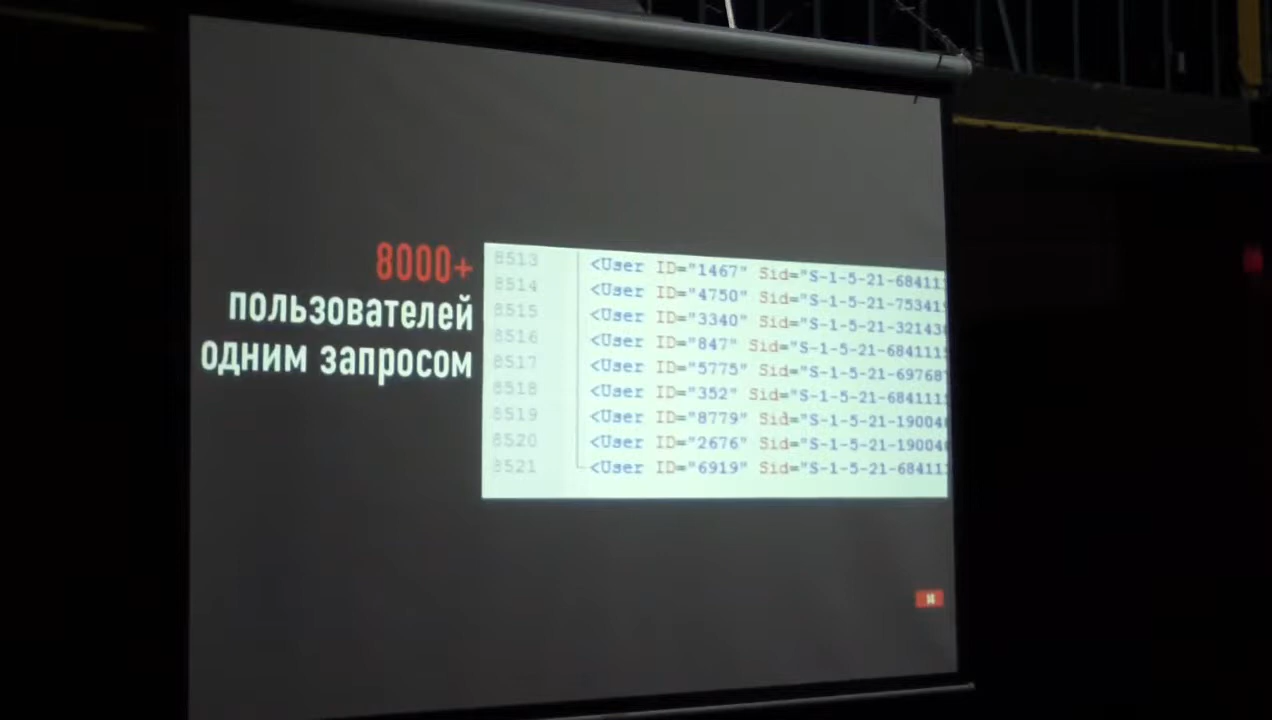 8000+
пользователей
одним запросом
8513 <User ID="1467" Sid="S-1-5-21-68411
8514 <User ID="4750" Sid="S-1-5-21-75341
8515 <User ID="3340" Sid="S-1-5-21-32143
8516 <User ID="847" Sid="S-1-5-21-684111
8517 <User ID="5775" Sid="S-1-5-21-69768
8518 <User ID="352" Sid="S-1-5-21-684111
8519 <User ID="8779" Sid="S-1-5-21-19004
8520 <User ID="2676" Sid="S-1-5-21-19004
8521 <User ID="6919" Sid="S-1-5-21-68411